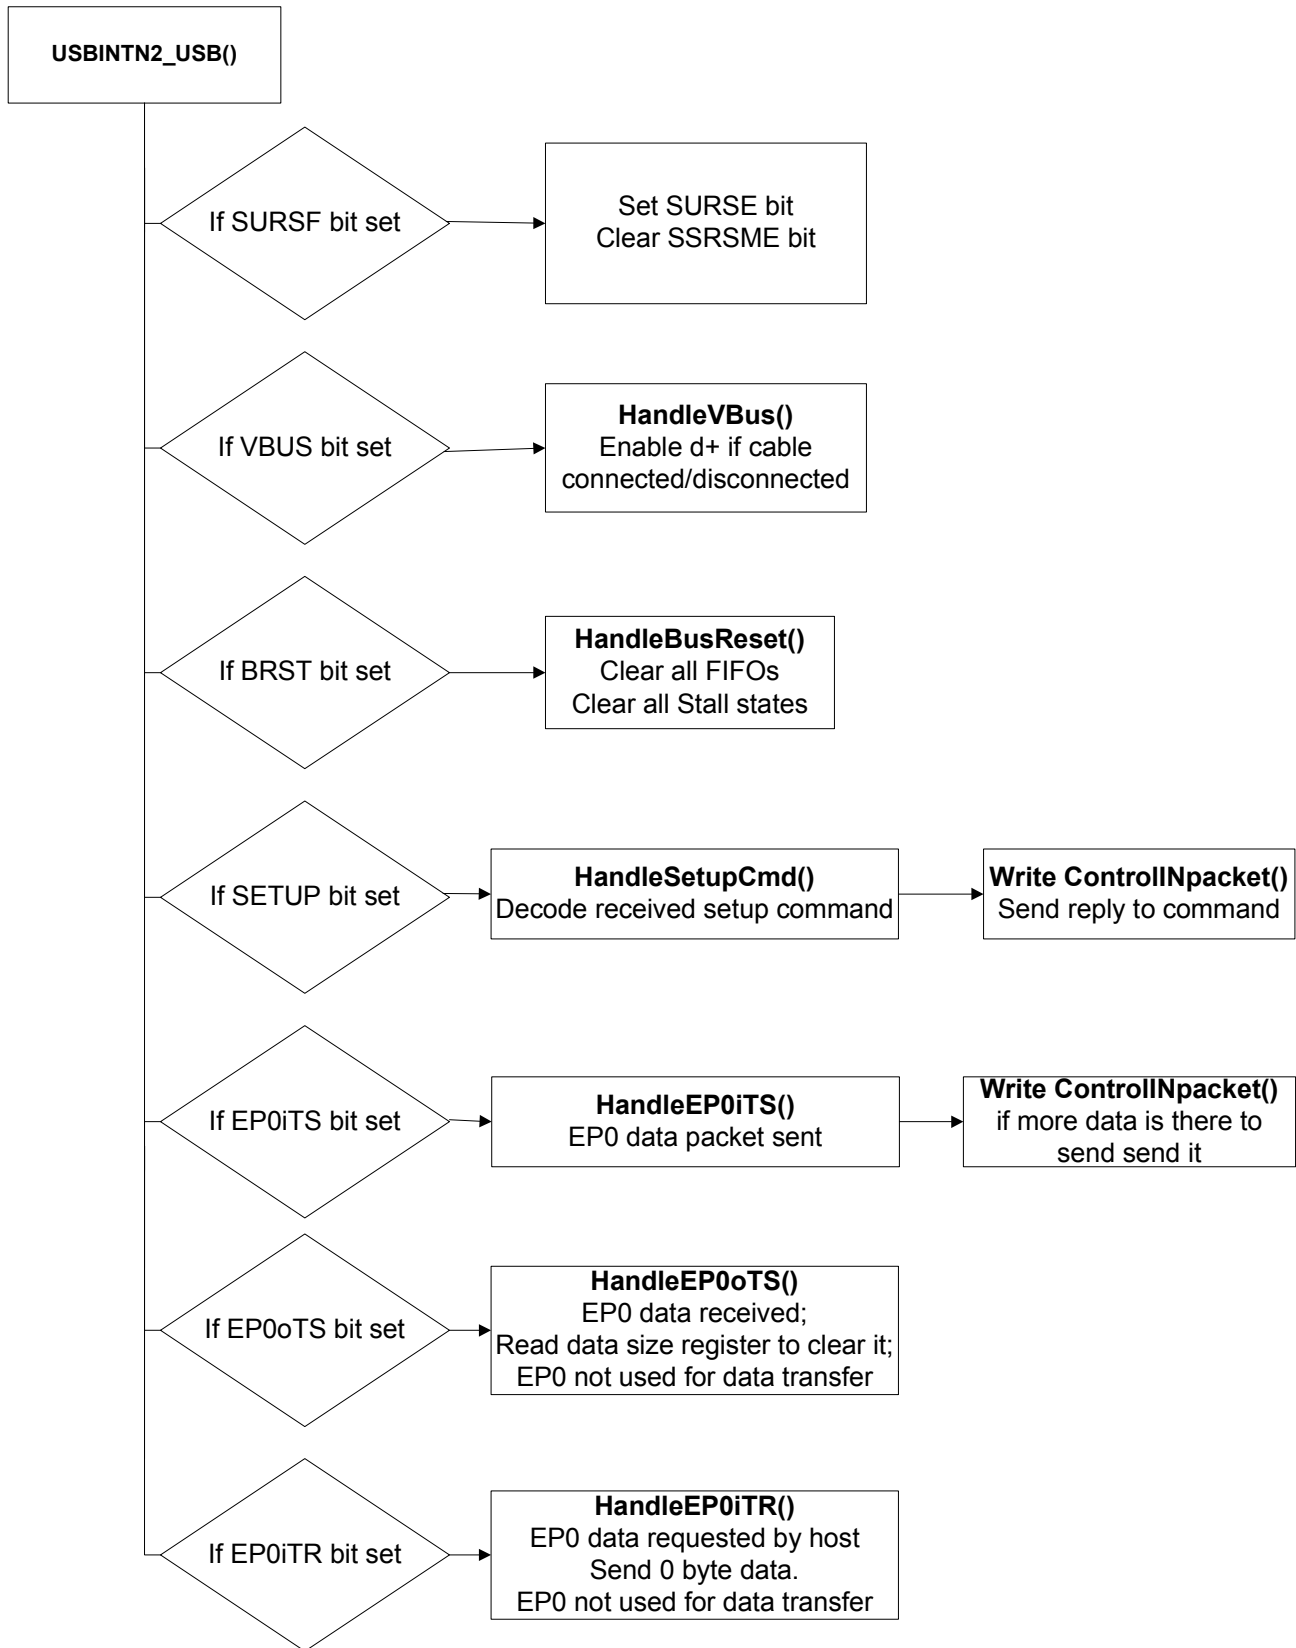 USBINTN2_USB()
If SURSF bit set
Set SURSE bit
Clear SSRSME bit
If VBUS bit set
HandleVBus()
Enable d+ if cable
connected/disconnected
If BRST bit set
HandleBusReset()
Clear all FIFOs
Clear all Stall states
If SETUP bit set
HandleSetupCmd()
Decode received setup command
Write ControlINpacket()
Send reply to command
If EP0iTS bit set
HandleEP0iTS()
EP0 data packet sent
Write ControlINpacket()
if more data is there to
send send it
If EP0oTS bit set
HandleEP0oTS()
EP0 data received;
Read data size register to clear it;
EP0 not used for data transfer
If EP0iTR bit set
HandleEP0iTR()
EP0 data requested by host
Send 0 byte data.
EP0 not used for data transfer